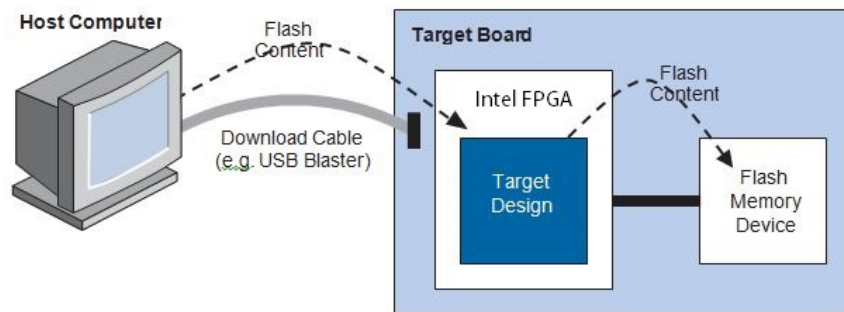 Host Computer
Flash
Content
Download Cable
(e.g. USB Blaster)
Target Board
Intel FPGA
Target
Design
Flash
Content
Flash
Memory
Device